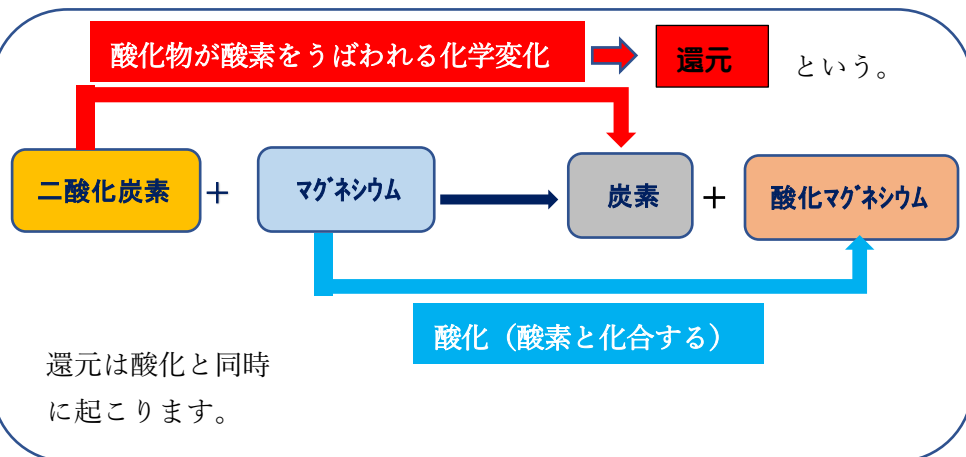 酸化物が酸素をうばわれる化学変化 還元 という。
二酸化炭素 + マグネシウム 炭素 + 酸化マグネシウム
酸化（酸素と化合する）
還元は酸化と同時
に起こります。